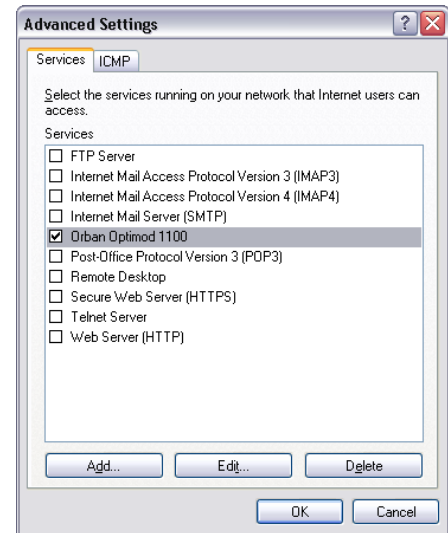 Advanced Settings
Services
ICMP
Select the services running on your network that Internet users can
access.
Services
FTP Server
Internet Mail Access Protocol Version 3 (IMAP3)
Internet Mail Access Protocol Version 4 (IMAP4)
Internet Mail Server (SMTP)
Orban Optimod 1100
Post-Office Protocol Version 3 (POP3)
Remote Desktop
Secure Web Server (HTTPS)
Telnet Server
Web Server (HTTP)
Add...
Edit...
Delete
OK
Cancel